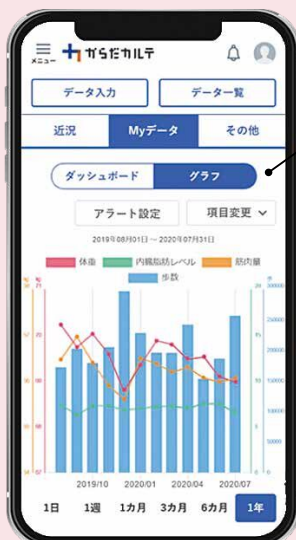 メニュー
からだカルテ
データ入力
データ一覧
近況
Myデータ
その他
ダッシュボード
グラフ
アラート設定
項目変更
2019年08月01日 ～ 2020年07月31日
体重
内臓脂肪レベル
筋肉量
歩数
2019/10
2020/01
2020/04
2020/07
1日
1週
1カ月
3カ月
6カ月
1年